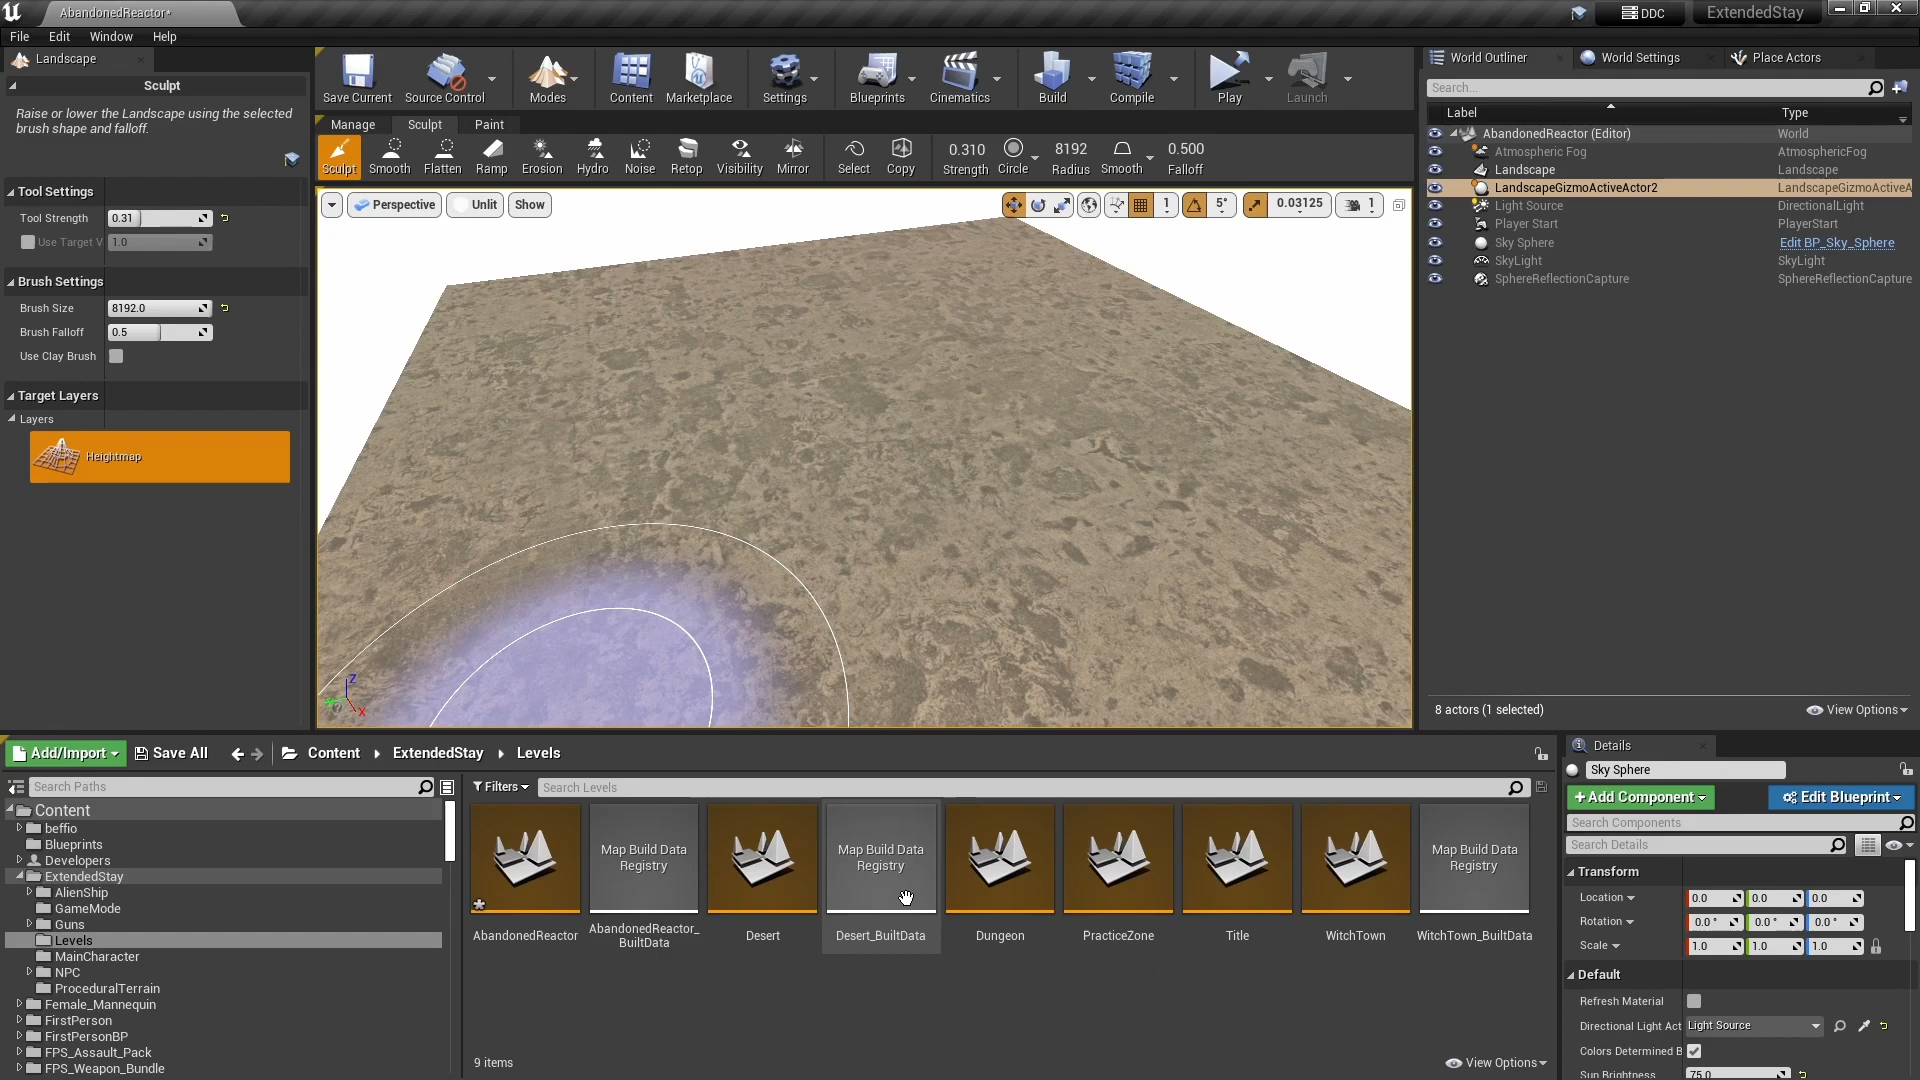 AbandonedReactor*
DDC
ExtendedStay
File Edit Window Help
Landscape
Sculpt
Raise or lower the Landscape using the selected
brush shape and falloff.
Tool Settings
Tool Strength 0.31
Use Target V 1.0
Brush Settings
Brush Size 8192.0
Brush Falloff 0.5
Use Clay Brush
Target Layers
Layers
Heightmap
Save Current Source Control Modes Content Marketplace Settings Blueprints Cinematics Build Compile Play Launch
Manage Sculpt Paint
Sculpt Smooth Flatten Ramp Erosion Hydro Noise Retop Visibility Mirror Select Copy
0.310 8192 0.500
Strength Circle Radius Smooth Falloff
Perspective Unlit Show
1 5° 0.03125 1
Z
X
World Outliner World Settings Place Actors
Search...
Label Type
AbandonedReactor (Editor) World
Atmospheric Fog AtmosphericFog
Landscape Landscape
LandscapeGizmoActiveActor2 LandscapeGizmoActiveA
Light Source DirectionalLight
Player Start PlayerStart
Sky Sphere Edit BP_Sky_Sphere
SkyLight SkyLight
SphereReflectionCapture SphereReflectionCapture
8 actors (1 selected) View Options
Add/Import Save All Content ExtendedStay Levels
Search Paths
Content
beffio
Blueprints
Developers
ExtendedStay
AlienShip
GameMode
Guns
Levels
MainCharacter
NPC
ProceduralTerrain
Female_Mannequin
FirstPerson
FirstPersonBP
FPS_Assault_Pack
FPS_Weapon_Bundle
Filters Search Levels
Map Build Data
Registry
Map Build Data
Registry
Map Build Data
Registry
AbandonedReactor
AbandonedReactor_
BuiltData
Desert
Desert_BuiltData
Dungeon
PracticeZone
Title
WitchTown
WitchTown_BuiltData
9 items View Options
Details
Sky Sphere
+Add Component Edit Blueprint
Search Components
Search Details
Transform
Location 0.0 0.0 0.0
Rotation 0.0 ° 0.0 ° 0.0 °
Scale 1.0 1.0 1.0
Default
Refresh Material
Directional Light Act Light Source
Colors Determined B
Sun Brightness 75.0